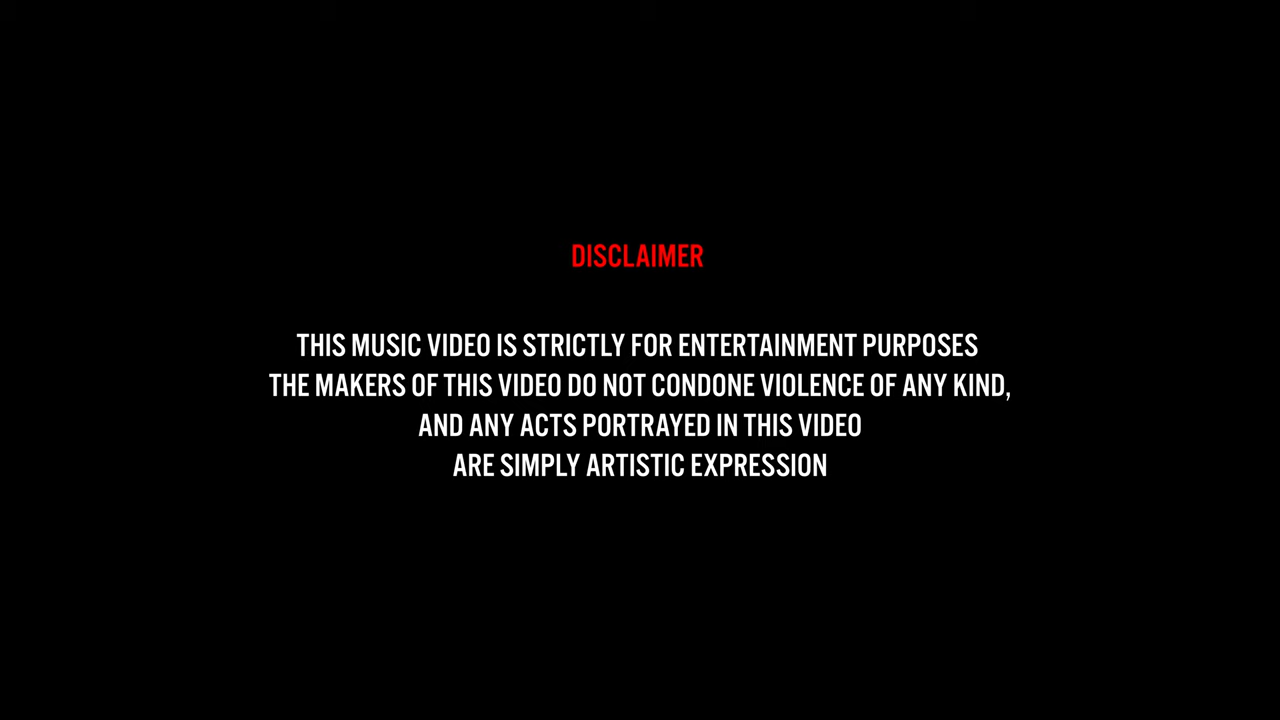 DISCLAIMER
THIS MUSIC VIDEO IS STRICTLY FOR ENTERTAINMENT PURPOSES
THE MAKERS OF THIS VIDEO DO NOT CONDONE VIOLENCE OF ANY KIND,
AND ANY ACTS PORTRAYED IN THIS VIDEO
ARE SIMPLY ARTISTIC EXPRESSION